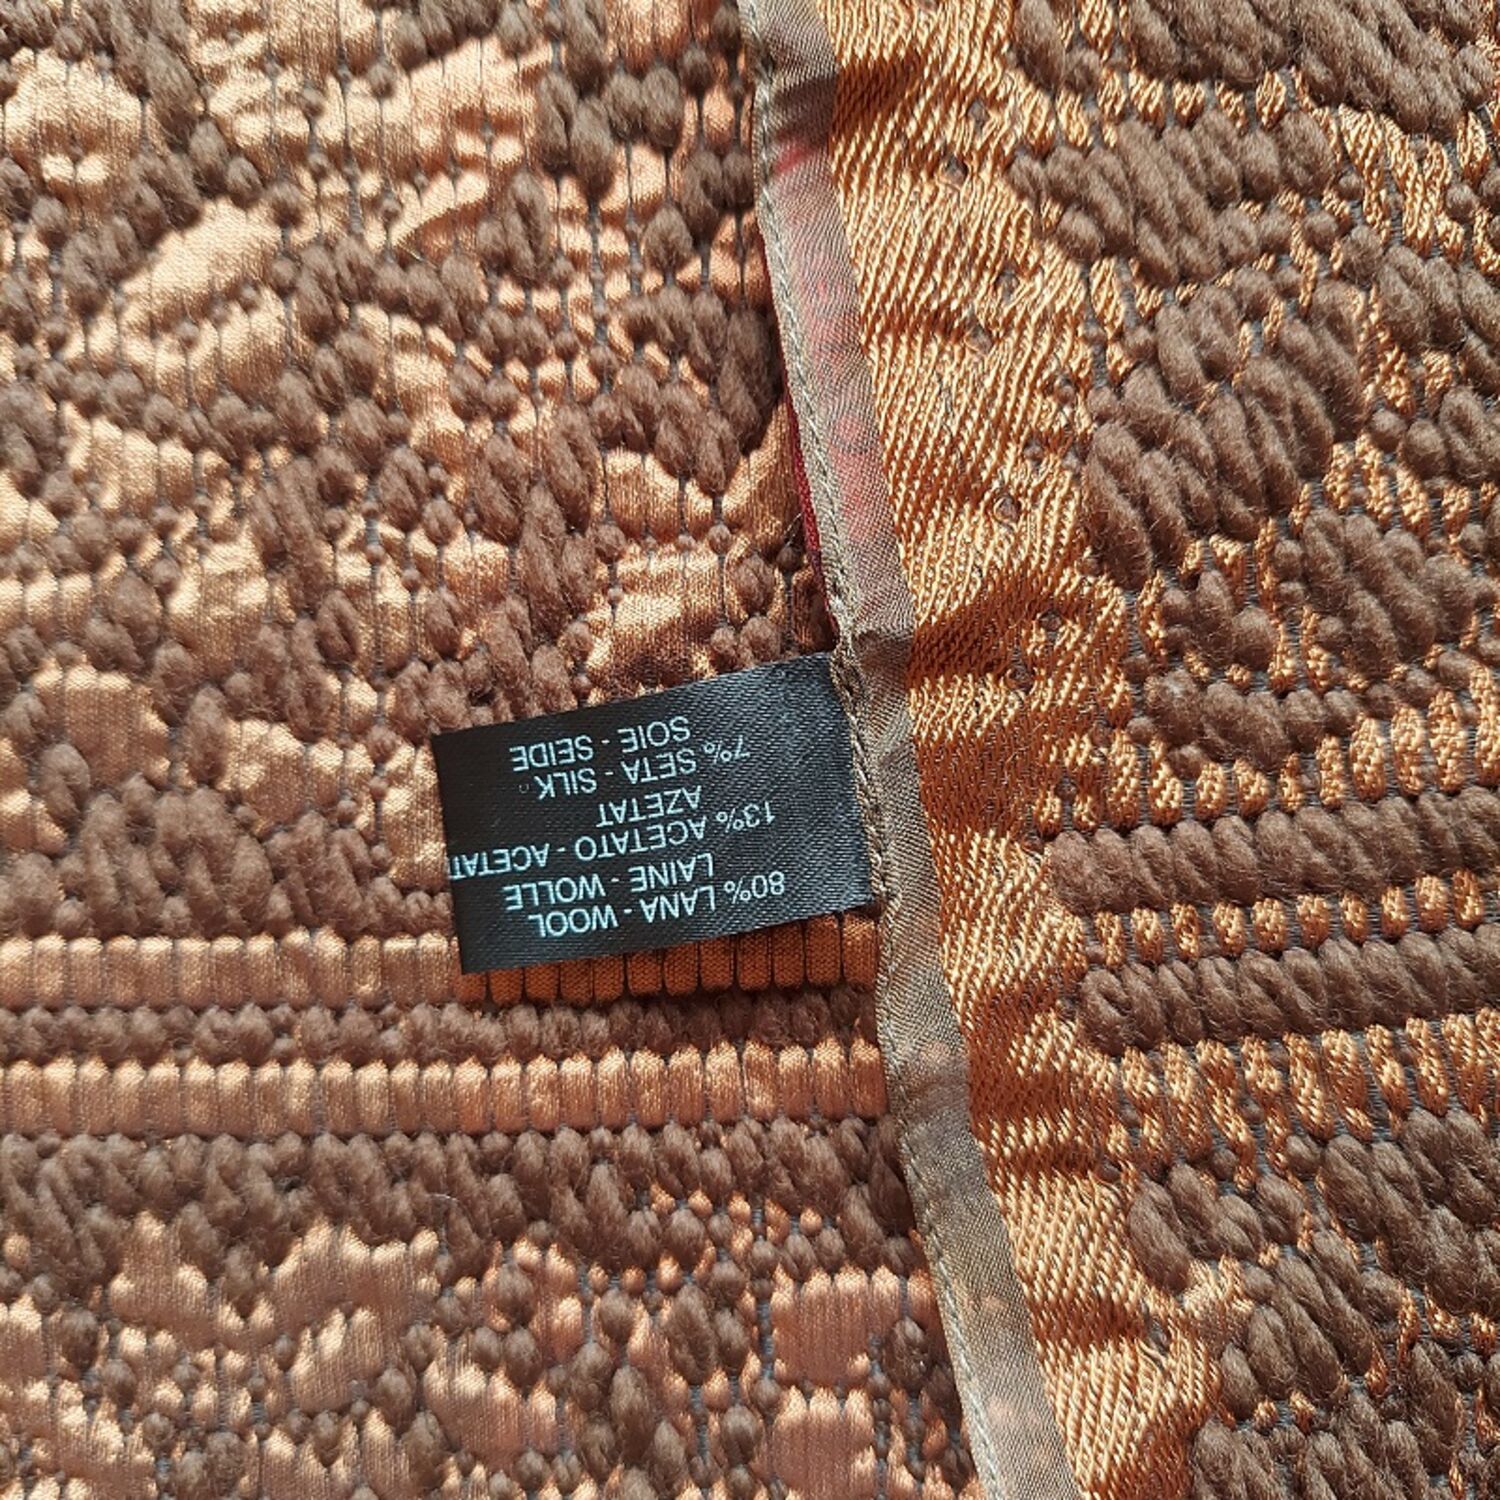 80% LANA - WOOL
LAINE - WOLLE
13% ACETATO - ACETAT
AZETAT
7% SETA - SILK
SOIE - SEIDE